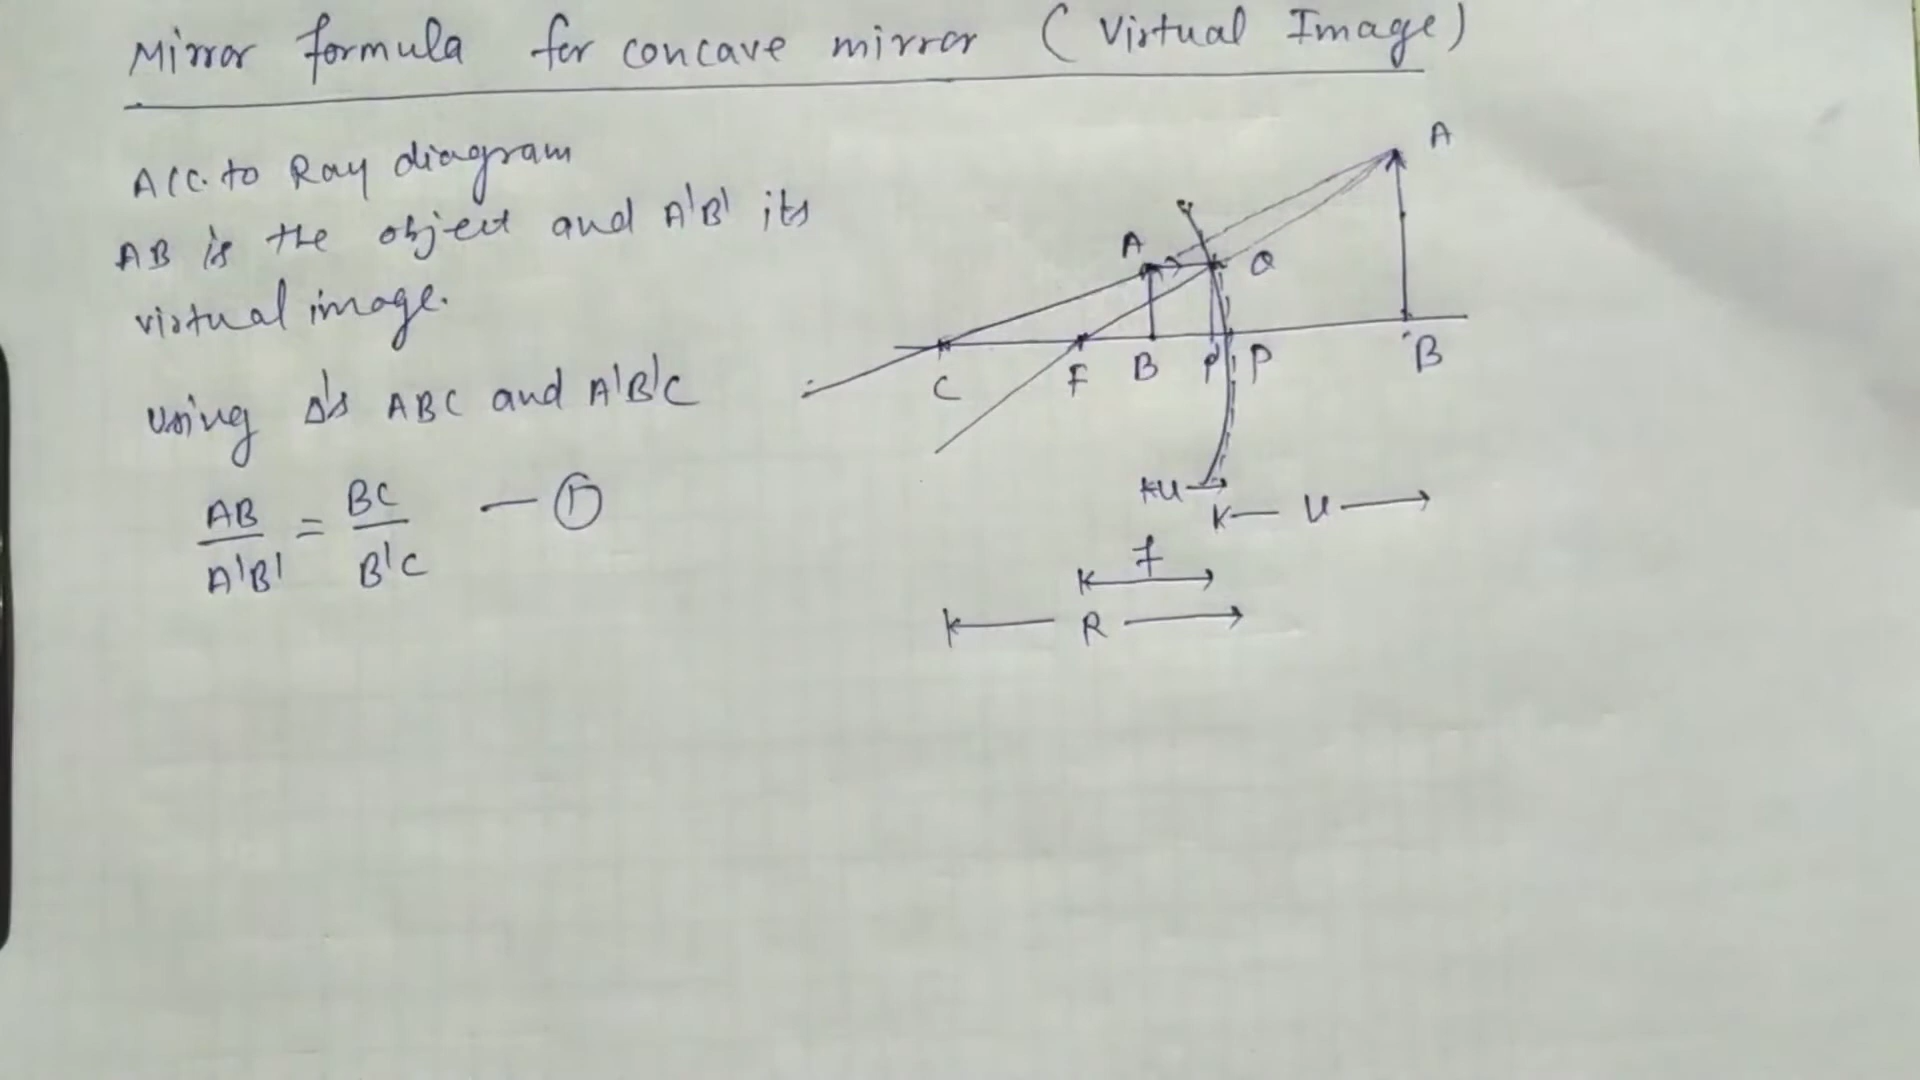 Mirror formula for concave mirror (Virtual Image)
Acc. to Ray diagram
AB is the object and A'B' its
virtual image.
Using Δ's ABC and A'B'C
AB/A'B' = BC/B'C — ①
A
A
Q
C F B P' P B
U
U
f
R